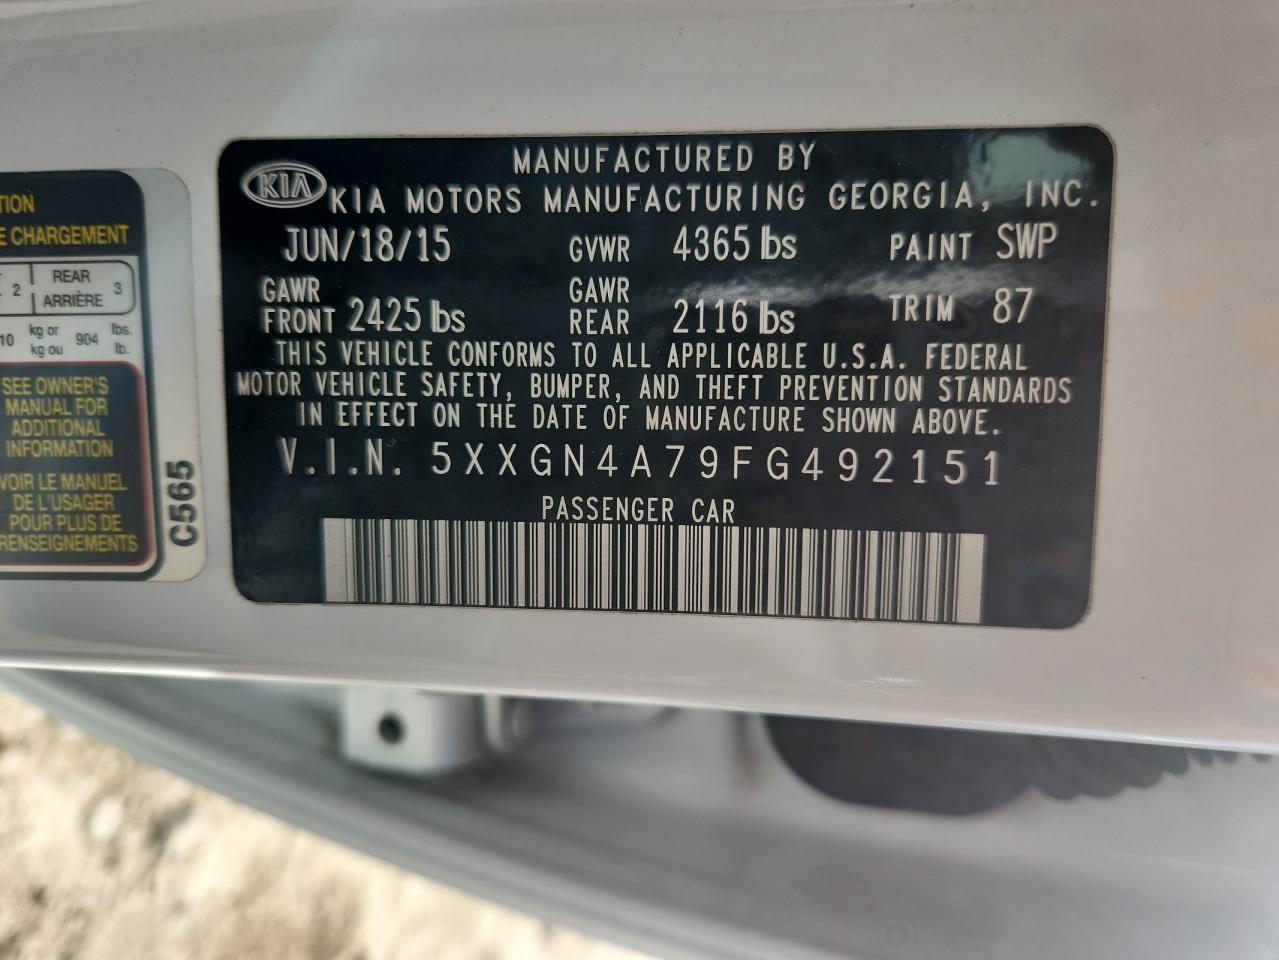 TION
E CHARGEMENT
2 REAR 3
ARRIÈRE
10 kg or 904 lbs.
kg ou lb.
SEE OWNER'S
MANUAL FOR
ADDITIONAL
INFORMATION
VOIR LE MANUEL
DE L'USAGER
POUR PLUS DE
RENSEIGNEMENTS
C565
KIA
MANUFACTURED BY
KIA MOTORS MANUFACTURING GEORGIA, INC.
JUN/18/15 GVWR 4365 lbs PAINT SWP
GAWR FRONT 2425 lbs GAWR REAR 2116 lbs TRIM 87
THIS VEHICLE CONFORMS TO ALL APPLICABLE U.S.A. FEDERAL
MOTOR VEHICLE SAFETY, BUMPER, AND THEFT PREVENTION STANDARDS
IN EFFECT ON THE DATE OF MANUFACTURE SHOWN ABOVE.
V.I.N. 5XXGN4A79FG492151
PASSENGER CAR